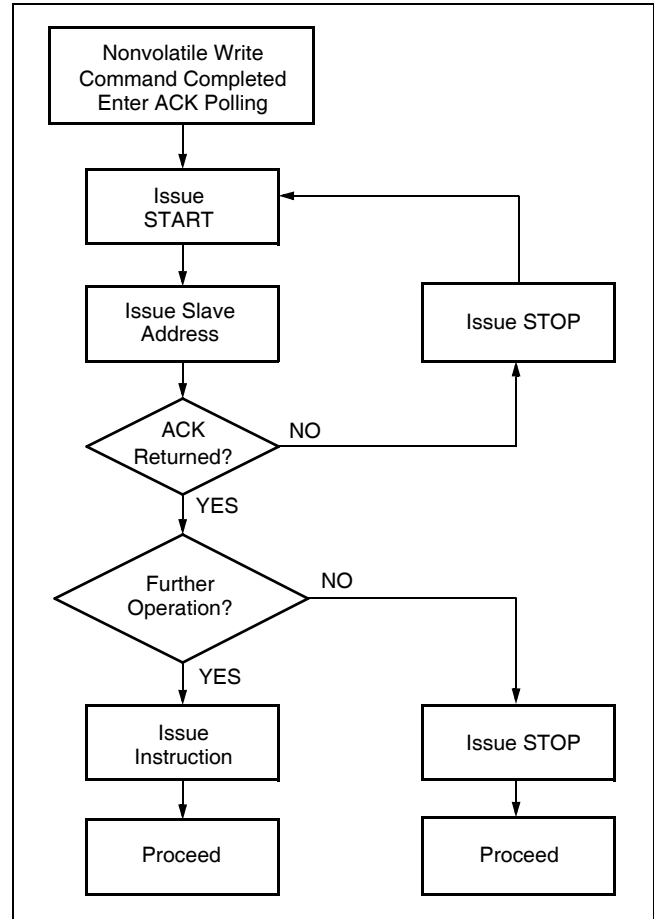 Nonvolatile Write
Command Completed
Enter ACK Polling
Issue
START
Issue Slave
Address
Issue STOP
ACK
Returned?
NO
YES
Further
Operation?
NO
YES
Issue
Instruction
Issue STOP
Proceed
Proceed